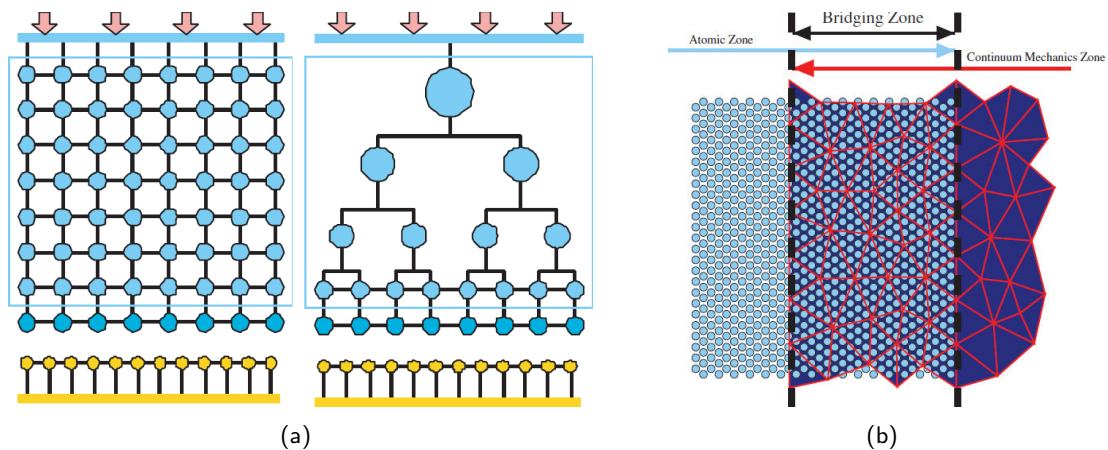 Bridging Zone
Atomic Zone
Continuum Mechanics Zone
(a)
(b)